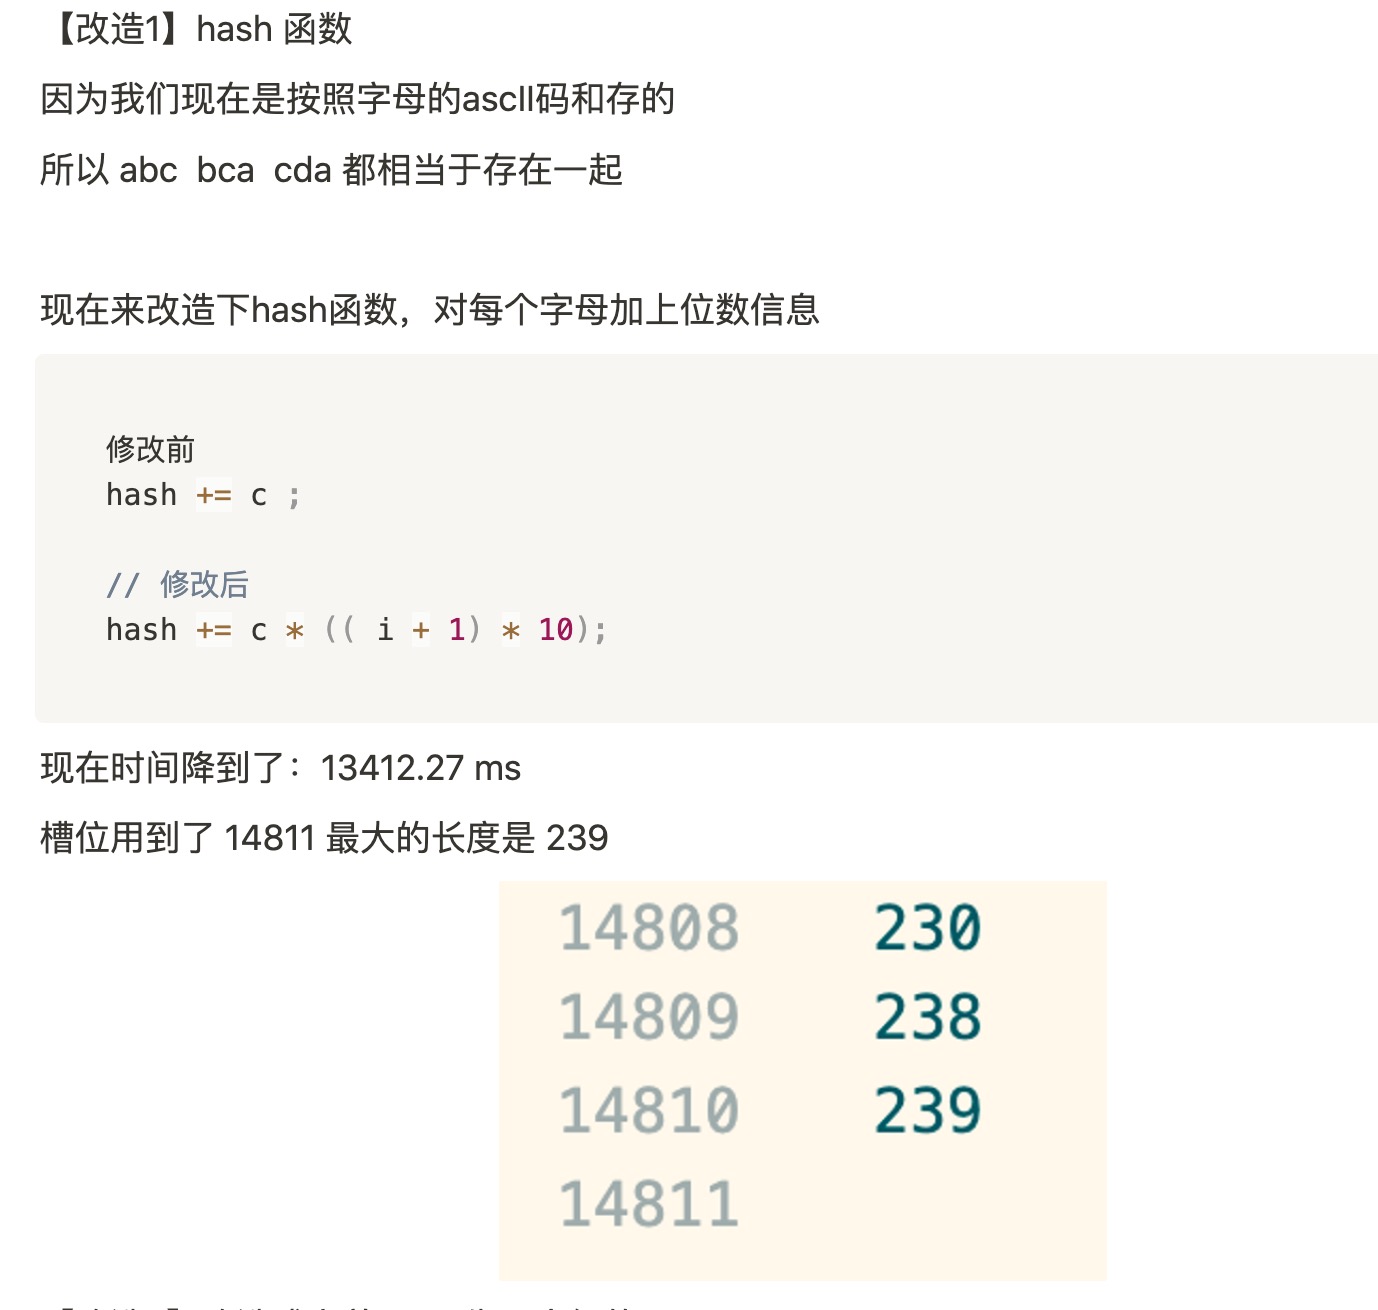 【改造1】hash 函数
因为我们现在是按照字母的ascII码和存的
所以 abc bca cda 都相当于存在一起
现在来改造下hash函数，对每个字母加上位数信息
修改前
hash += c ;
// 修改后
hash += c * (( i + 1) * 10);
现在时间降到了：13412.27 ms
槽位用到了 14811 最大的长度是 239
14808 230
14809 238
14810 239
14811